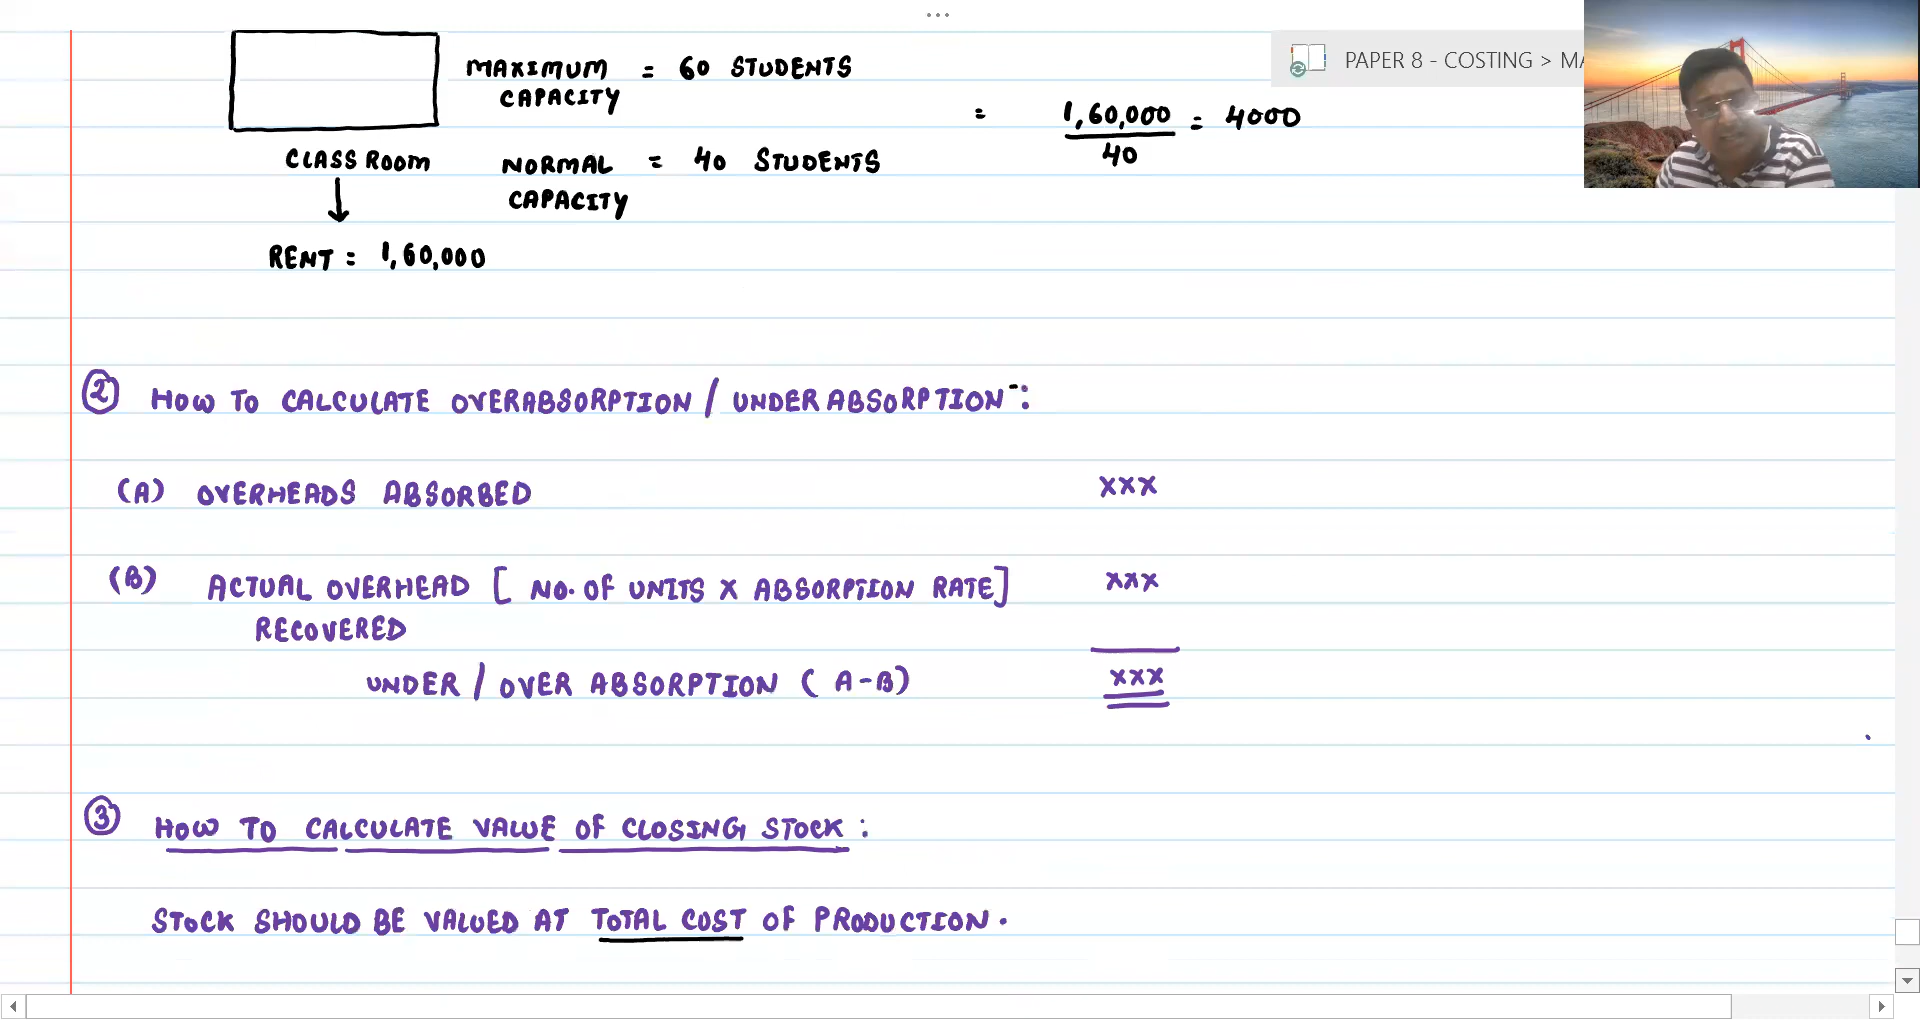 ...
PAPER 8 - COSTING > MA
MAXIMUM CAPACITY = 60 STUDENTS
= 1,60,000 / 40 = 4000
CLASS ROOM
NORMAL CAPACITY = 40 STUDENTS
RENT = 1,60,000
② HOW TO CALCULATE OVERABSORPTION / UNDER ABSORPTION :
(A) OVERHEADS ABSORBED XXX
(B) ACTUAL OVERHEAD [ NO. OF UNITS X ABSORPTION RATE] XXX
RECOVERED
UNDER / OVER ABSORPTION ( A-B) XXX
③ HOW TO CALCULATE VALUE OF CLOSING STOCK :
STOCK SHOULD BE VALUED AT TOTAL COST OF PRODUCTION.